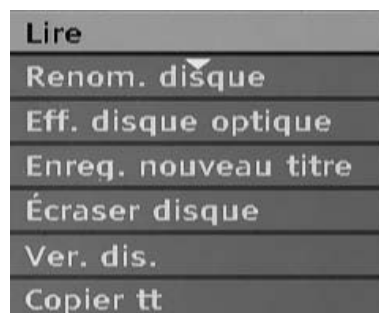 Lire
Renom. disque
Eff. disque optique
Enreg. nouveau titre
Écraser disque
Ver. dis.
Copier tt